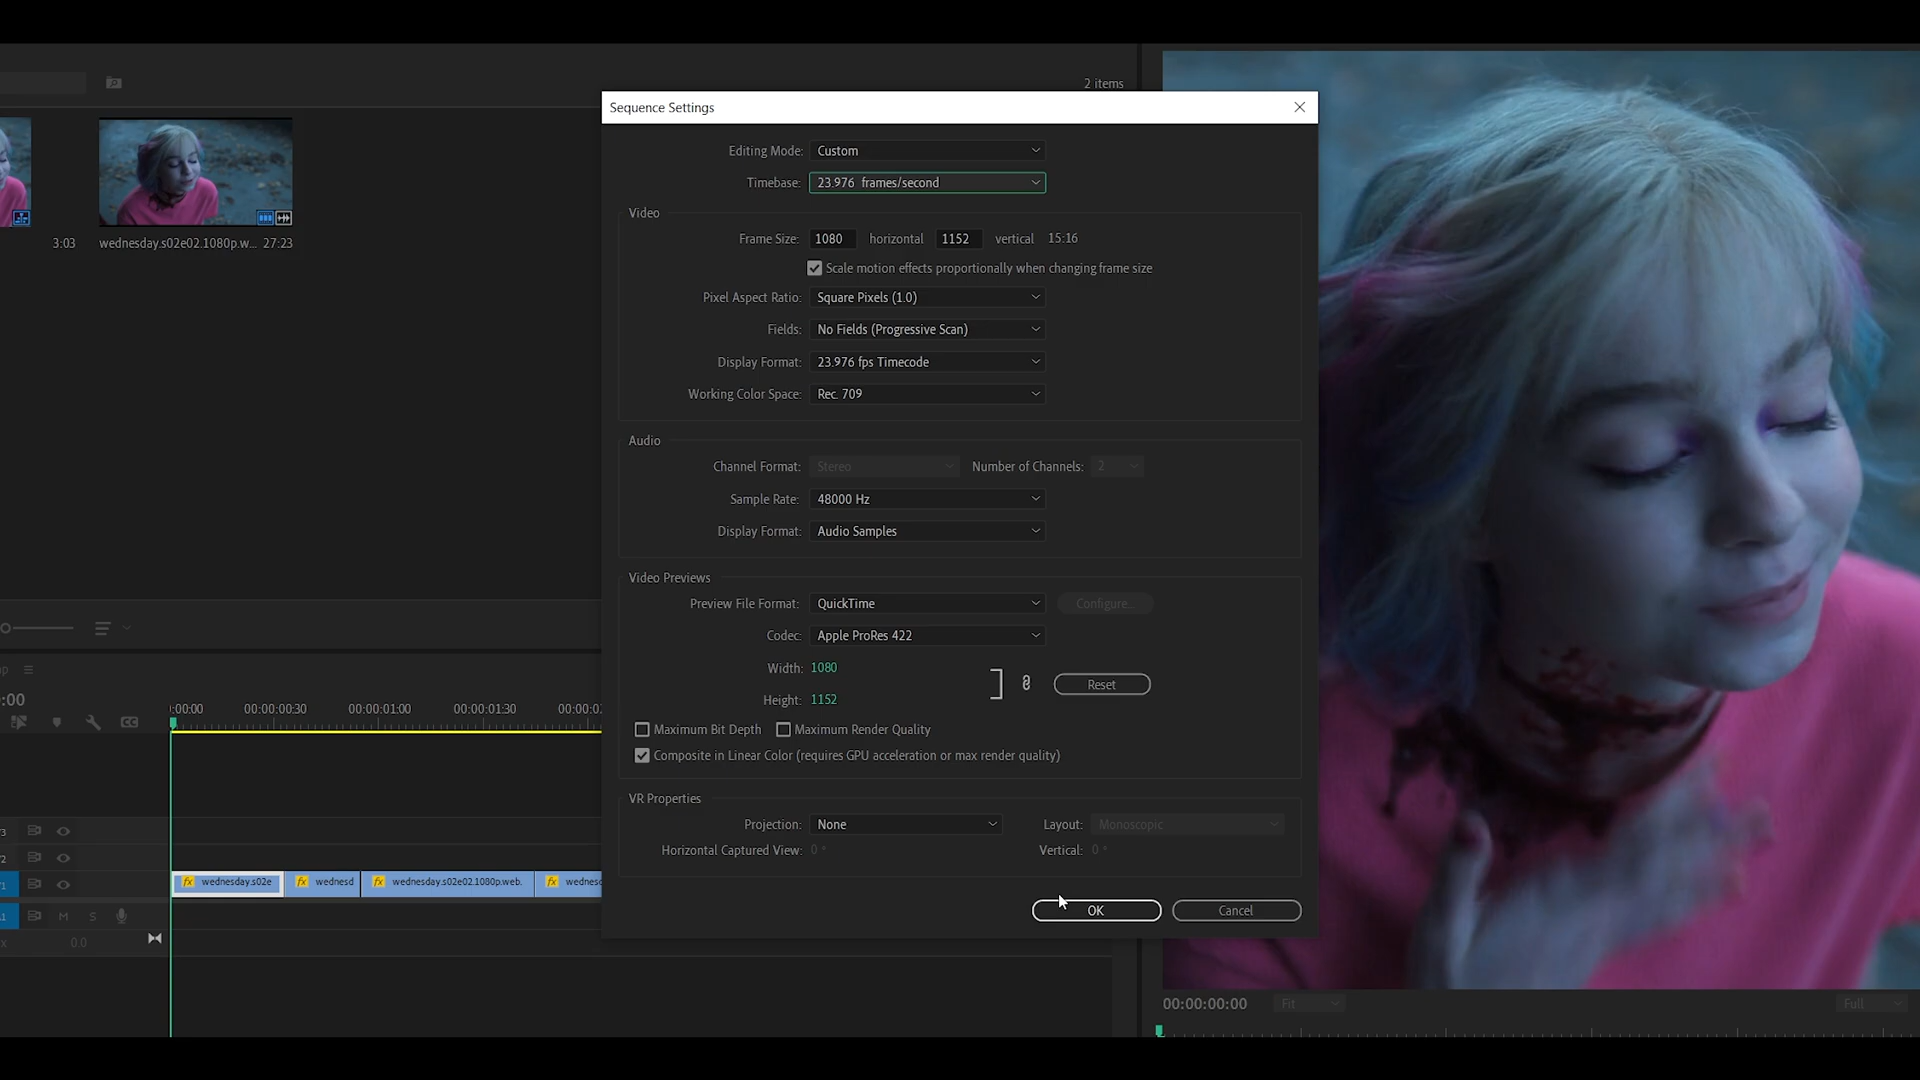 2 items
Sequence Settings
Editing Mode: Custom
Timebase: 23.976 frames/second
Video
Frame Size: 1080 horizontal 1152 vertical 15:16
Scale motion effects proportionally when changing frame size
Pixel Aspect Ratio: Square Pixels (1.0)
Fields: No Fields (Progressive Scan)
Display Format: 23.976 fps Timecode
Working Color Space: Rec. 709
Audio
Channel Format: Stereo Number of Channels: 2
Sample Rate: 48000 Hz
Display Format: Audio Samples
Video Previews
Preview File Format: QuickTime Configure...
Codec: Apple ProRes 422
Width: 1080
Height: 1152
Reset
Maximum Bit Depth Maximum Render Quality
Composite in Linear Color (requires GPU acceleration or max render quality)
VR Properties
Projection: None Layout: Monoscopic
Horizontal Captured View: 0 ° Vertical: 0 °
OK Cancel
3:03 wednesday.s02e02.1080p.w... 27:23
:00
:00:00 00:00:00:30 00:00:01:00 00:00:01:30 00:00:0
wednesday.s02e wednesd wednesday.s02e02.1080p.web. wednes
M S
0.0
00:00:00:00 Fit Full